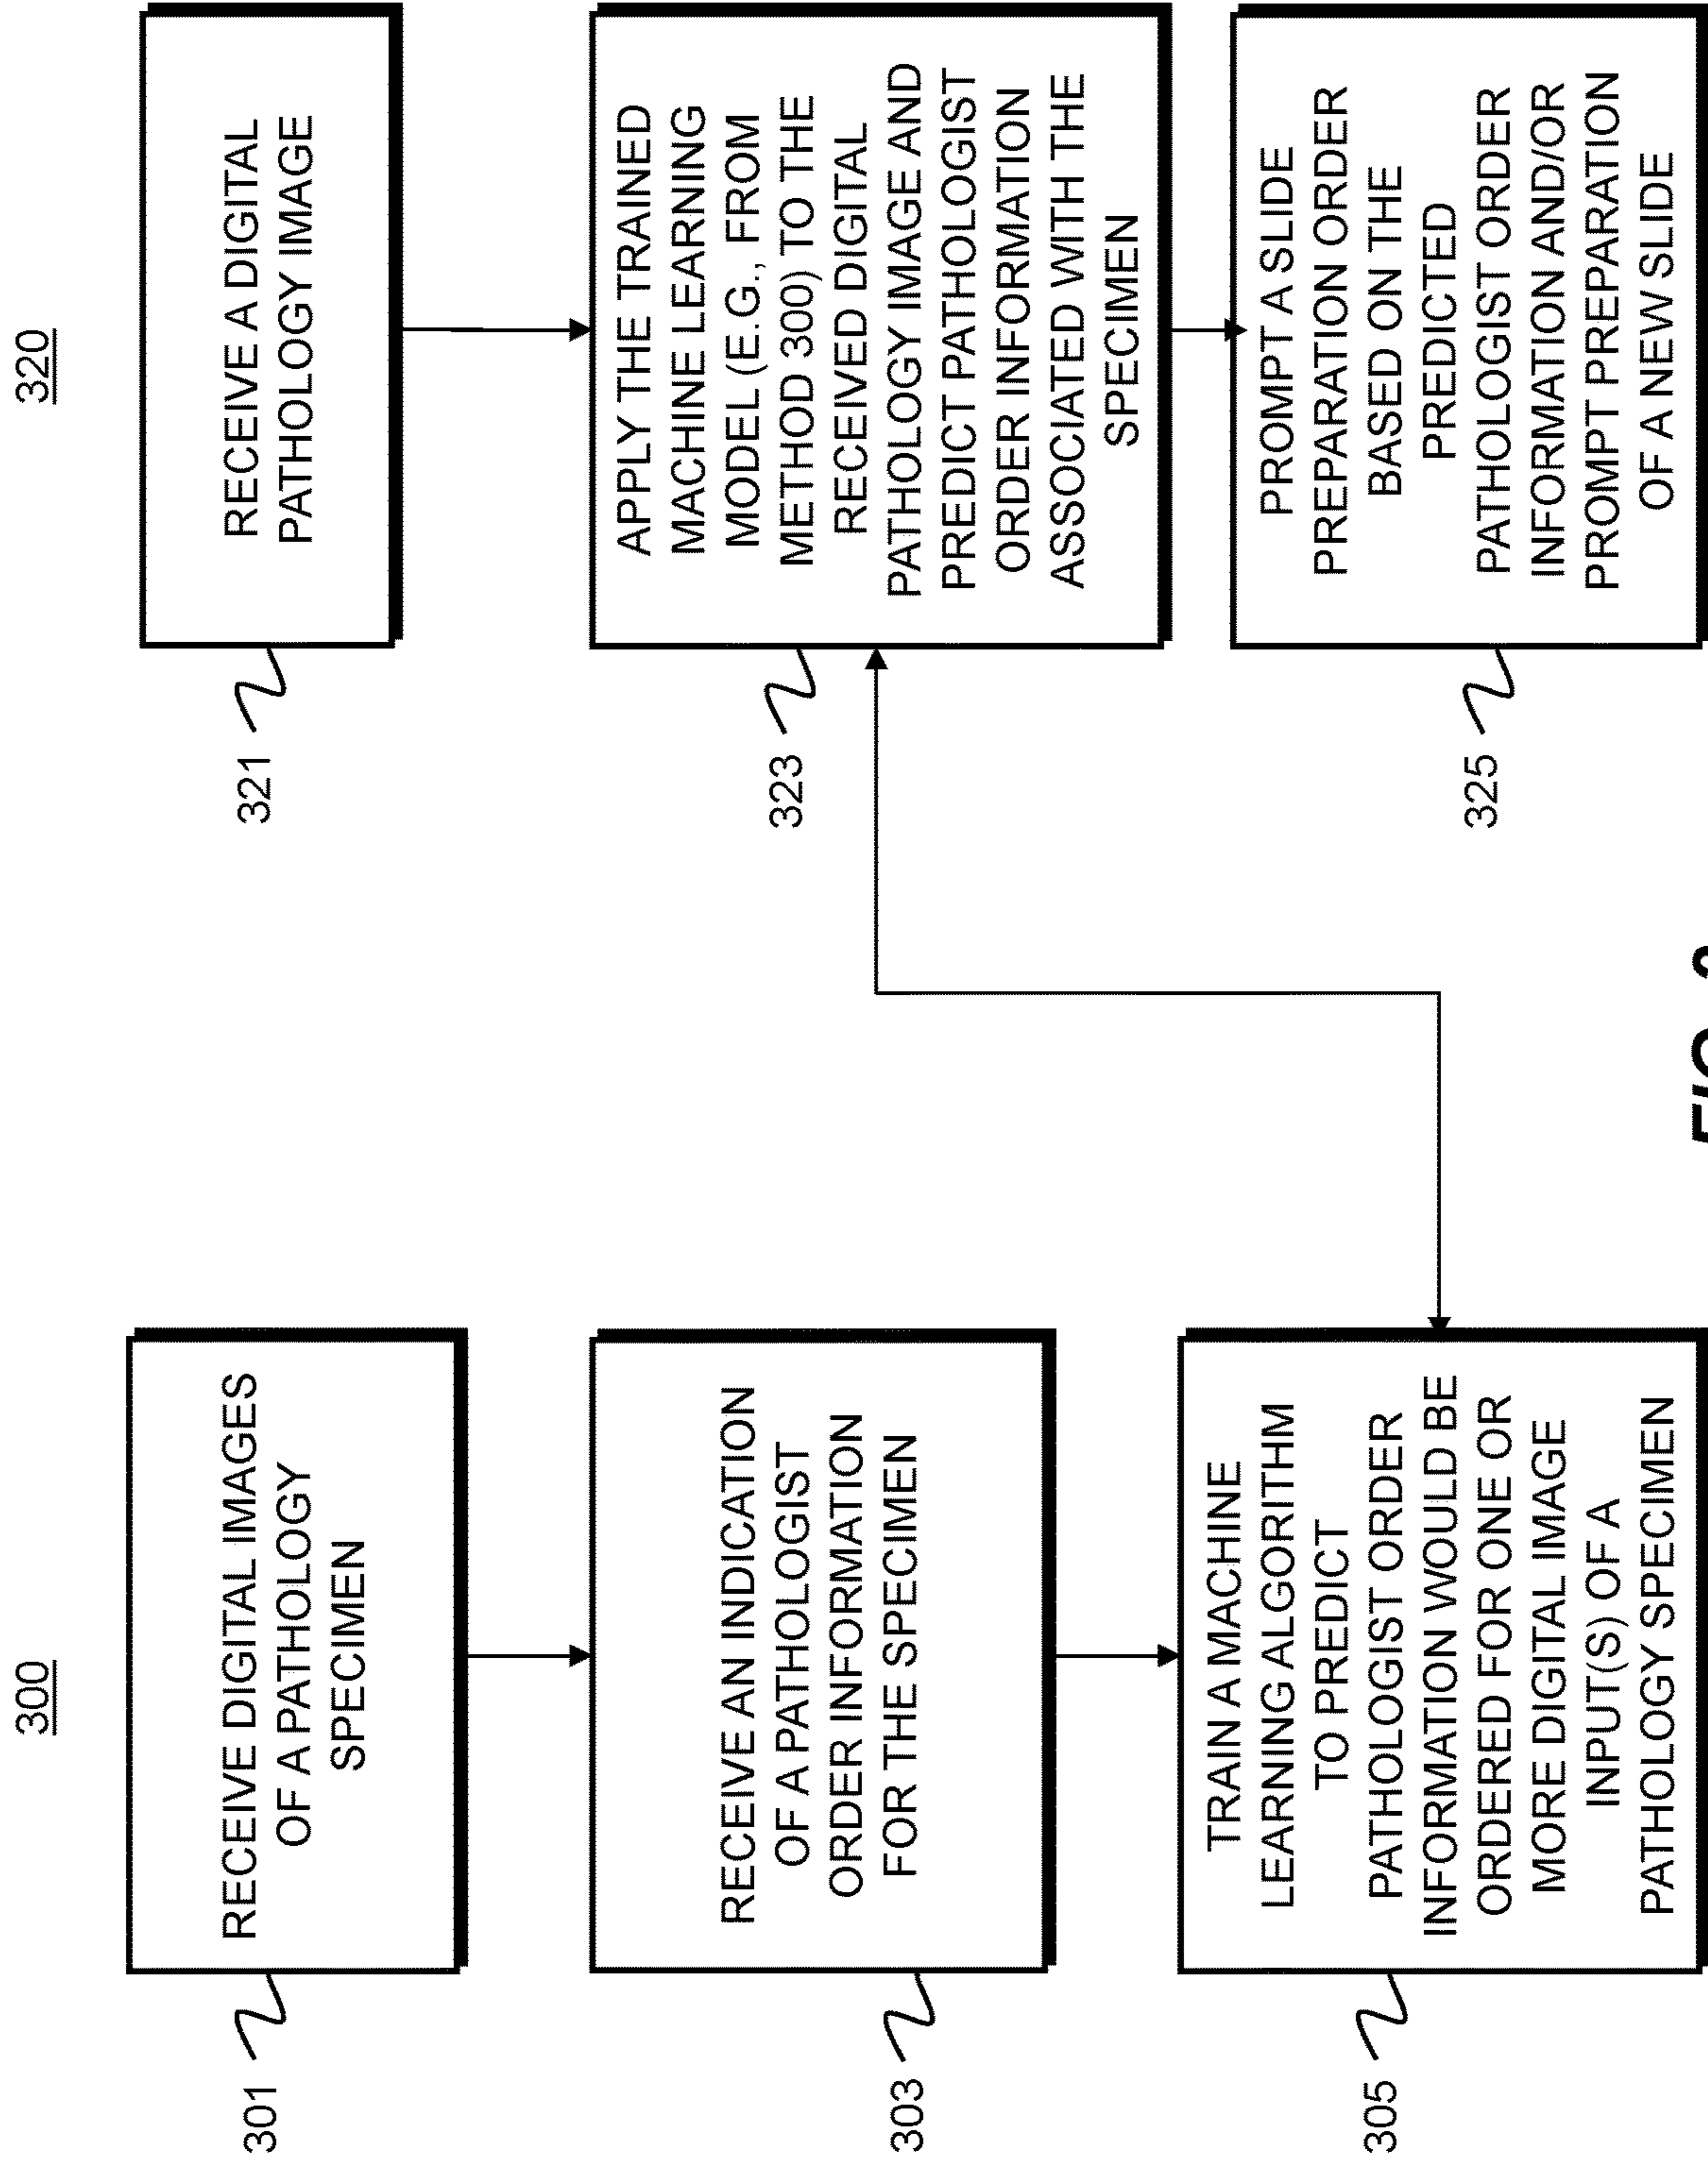 300
301
RECEIVE DIGITAL IMAGES
OF A PATHOLOGY
SPECIMEN
303
RECEIVE AN INDICATION
OF A PATHOLOGIST
ORDER INFORMATION
FOR THE SPECIMEN
305
TRAIN A MACHINE
LEARNING ALGORITHM
TO PREDICT
PATHOLOGIST ORDER
INFORMATION WOULD BE
ORDERED FOR ONE OR
MORE DIGITAL IMAGE
INPUT(S) OF A
PATHOLOGY SPECIMEN
320
321
RECEIVE A DIGITAL
PATHOLOGY IMAGE
323
APPLY THE TRAINED
MACHINE LEARNING
MODEL (E.G., FROM
METHOD 300) TO THE
RECEIVED DIGITAL
PATHOLOGY IMAGE AND
PREDICT PATHOLOGIST
ORDER INFORMATION
ASSOCIATED WITH THE
SPECIMEN
325
PROMPT A SLIDE
PREPARATION ORDER
BASED ON THE
PREDICTED
PATHOLOGIST ORDER
INFORMATION AND/OR
PROMPT PREPARATION
OF A NEW SLIDE